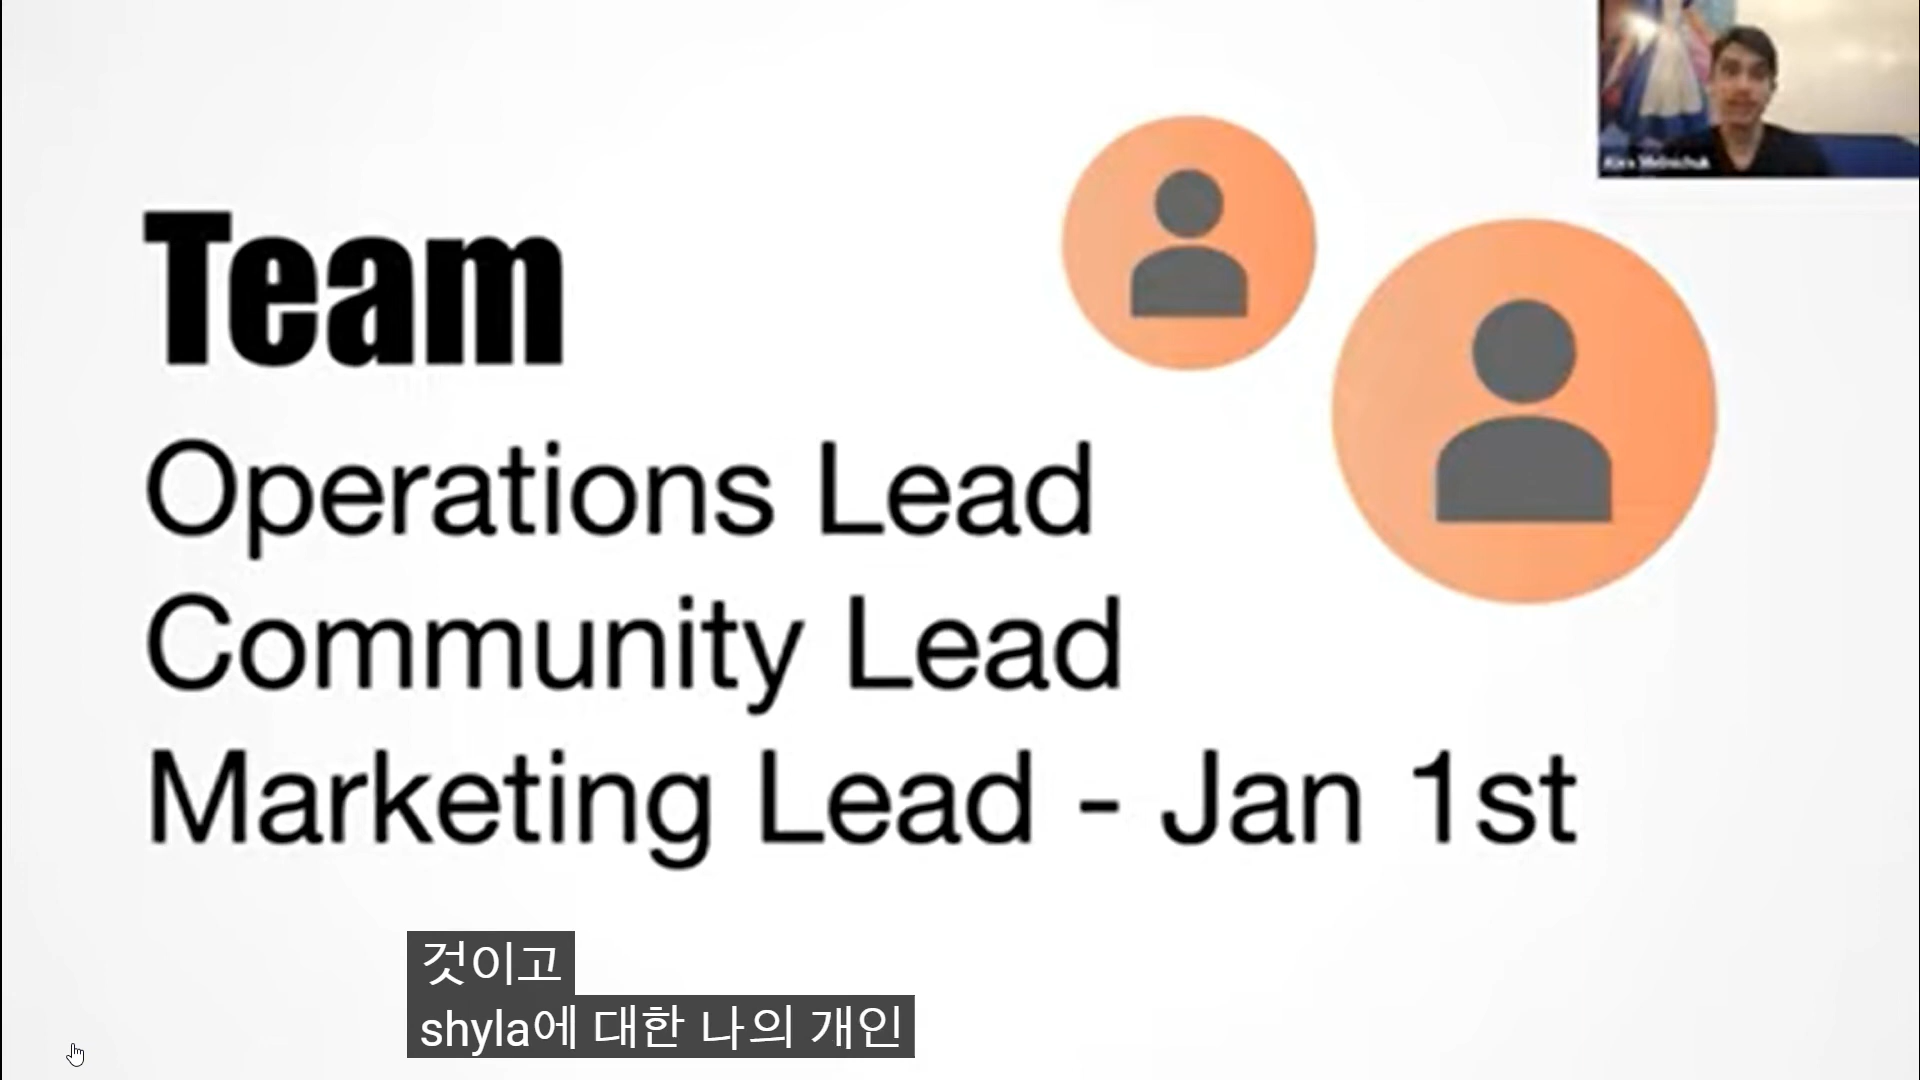 Team
Operations Lead
Community Lead
Marketing Lead - Jan 1st
것이고
shyla에 대한 나의 개인